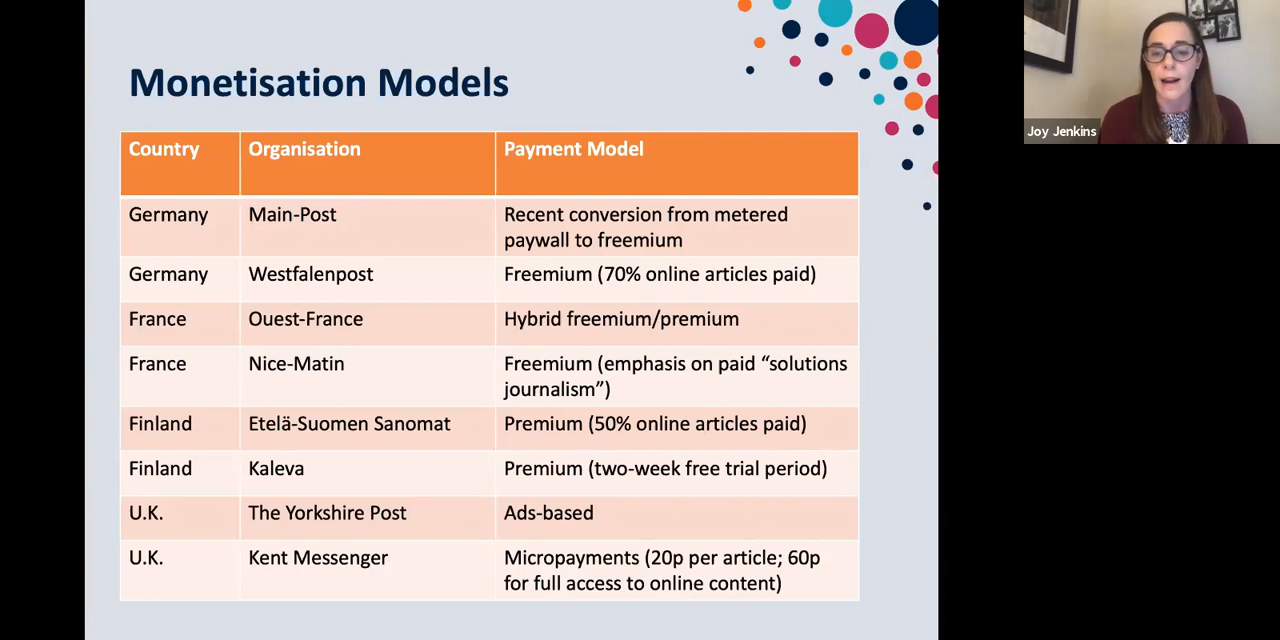 Monetisation Models
Country Organisation Payment Model
Germany Main-Post Recent conversion from metered
paywall to freemium
Germany Westfalenpost Freemium (70% online articles paid)
France Ouest-France Hybrid freemium/premium
France Nice-Matin Freemium (emphasis on paid “solutions
journalism”)
Finland Etelä-Suomen Sanomat Premium (50% online articles paid)
Finland Kaleva Premium (two-week free trial period)
U.K. The Yorkshire Post Ads-based
U.K. Kent Messenger Micropayments (20p per article; 60p
for full access to online content)
Joy Jenkins